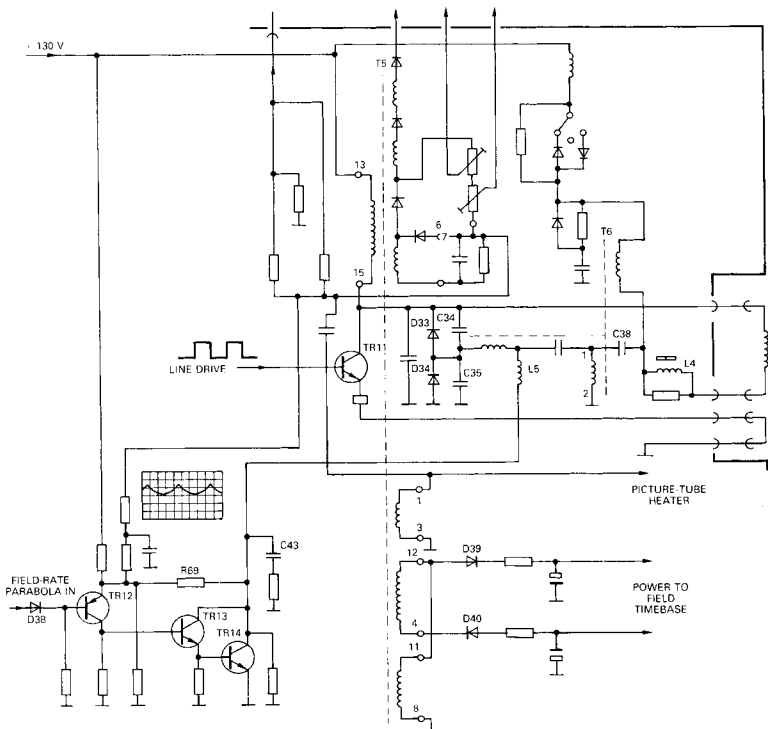 130 V
T5
13
6
7
T6
15
D33
C34
TR11
C38
LINE DRIVE
D34
C35
L5
1
L4
2
PICTURE-TUBE
HEATER
1
3
C43
12
D39
R69
FIELD-RATE
PARABOLA IN
TR12
POWER TO
FIELD
TIMEBASE
D38
TR13
4
D40
TR14
11
8